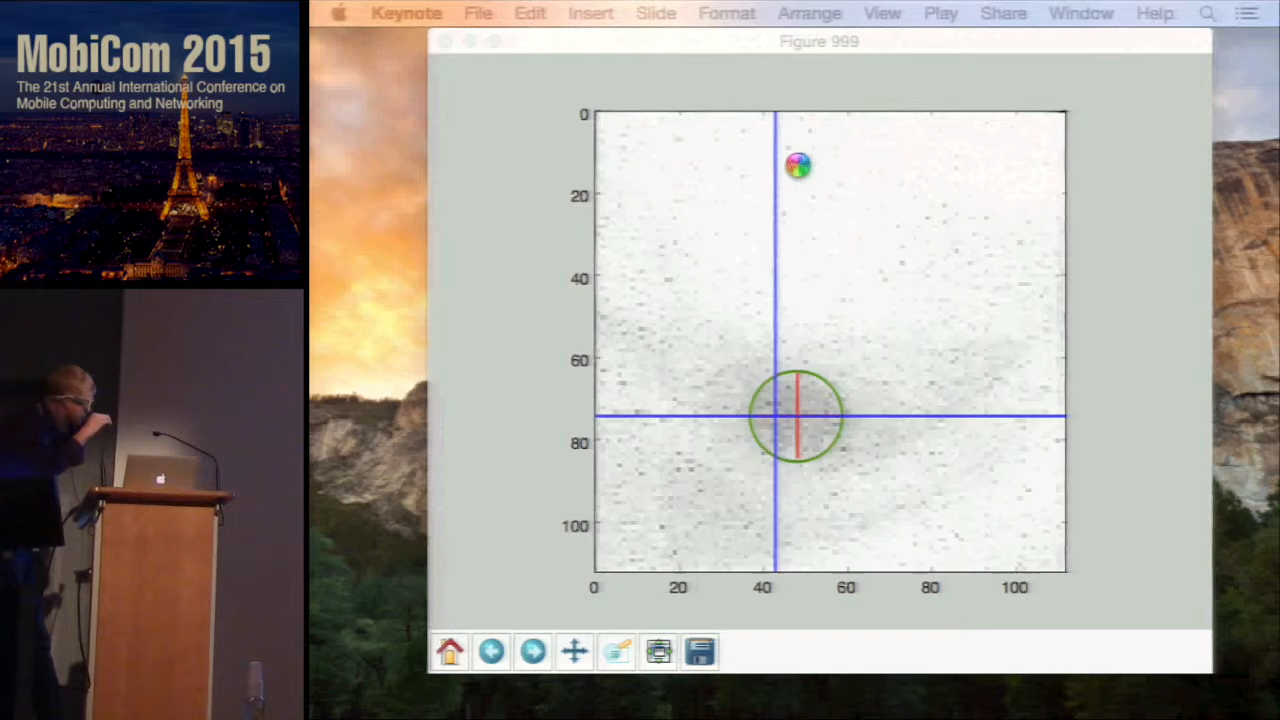 MobiCom 2015
The 21st Annual International Conference on
Mobile Computing and Networking
Keynote File Edit Insert Slide Format Arrange View Play Share Window Help
Figure 999
0
20
40
60
80
100
0 20 40 60 80 100